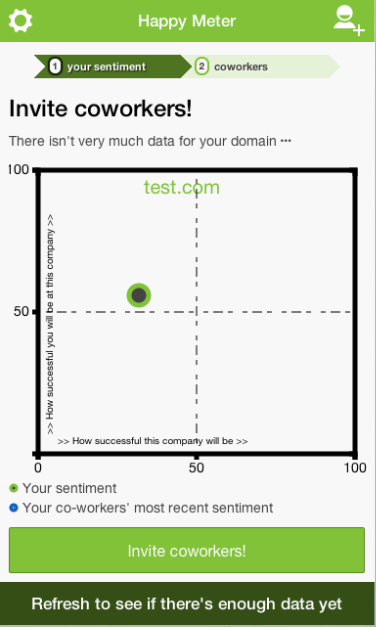 Happy Meter
1 your sentiment
2 coworkers
Invite coworkers!
There isn't very much data for your domain •••
100
test.com
>> How successful you will be at this company >>
50
>> How successful this company will be >>
0 50 100
Your sentiment
Your co-workers' most recent sentiment
Invite coworkers!
Refresh to see if there's enough data yet